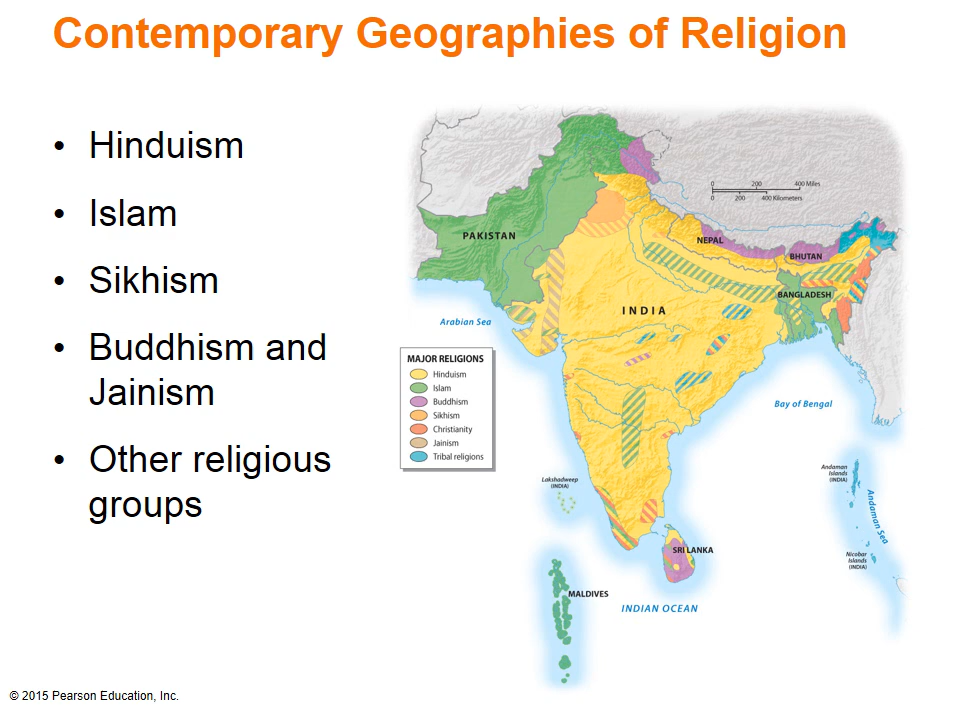 Contemporary Geographies of Religion
• Hinduism
• Islam
• Sikhism
• Buddhism and
Jainism
• Other religious
groups
0 200 400 Miles
0 200 400 Kilometers
PAKISTAN
NEPAL
BHUTAN
BANGLADESH
INDIA
Arabian Sea
MAJOR RELIGIONS
Hinduism
Islam
Buddhism
Sikhism
Christianity
Jainism
Tribal religions
Bay of Bengal
Lakshadweep
(INDIA)
Andaman
Islands
(INDIA)
Andaman Sea
Nicobar
Islands
(INDIA)
SRI LANKA
MALDIVES
INDIAN OCEAN
© 2015 Pearson Education, Inc.